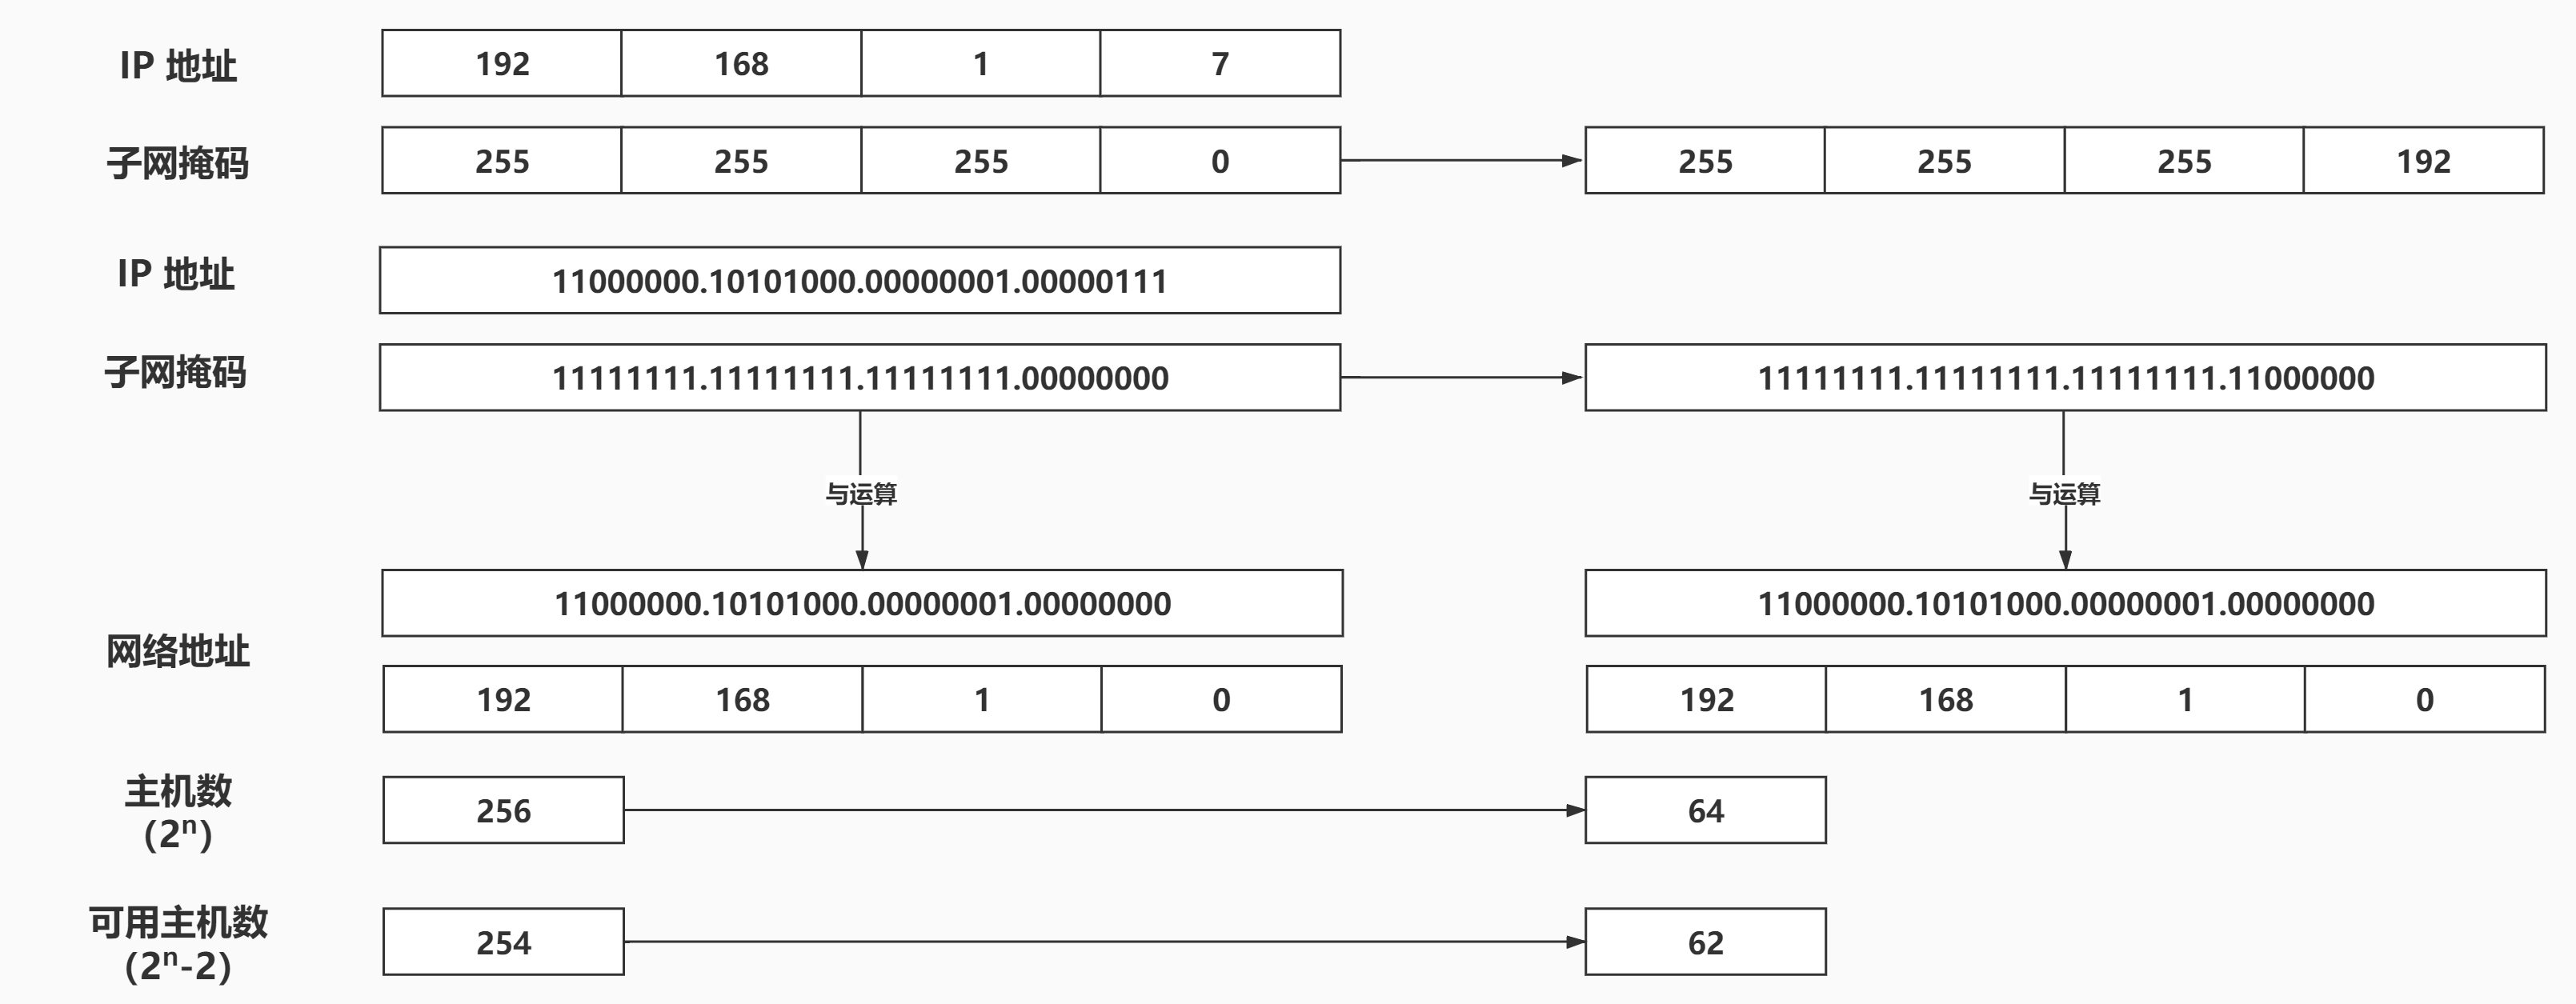 IP 地址 192 168 1 7
子网掩码 255 255 255 0 255 255 255 192
IP 地址 11000000.10101000.00000001.00000111
子网掩码 11111111.11111111.11111111.00000000 11111111.11111111.11111111.11000000
与运算 与运算
11000000.10101000.00000001.00000000 11000000.10101000.00000001.00000000
网络地址
192 168 1 0 192 168 1 0
主机数
(2ⁿ)
256 64
可用主机数
(2ⁿ-2)
254 62